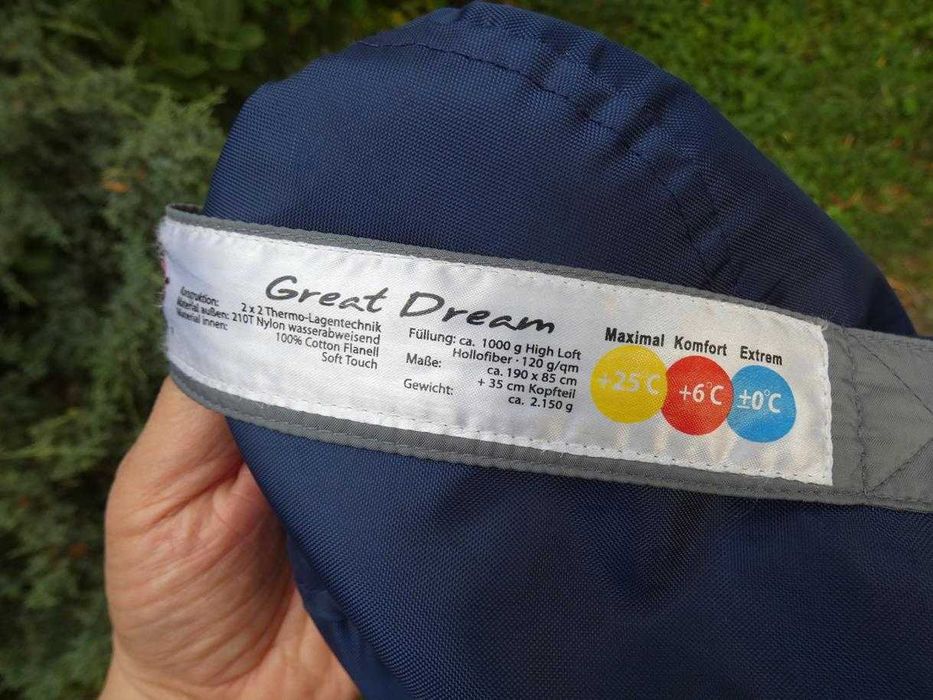 Great Dream
Konstruktion: 2 x 2 Thermo-Lagentechnik
Material außen: 210T Nylon wasserabweisend
Material innen: 100% Cotton Flanell
Soft Touch
Füllung: ca. 1000 g High Loft
Hollofiber · 120 g/qm
Maße: ca. 190 x 85 cm
+ 35 cm Kopfteil
Gewicht: ca. 2.150 g
Maximal Komfort Extrem
+25°C +6°C ±0°C